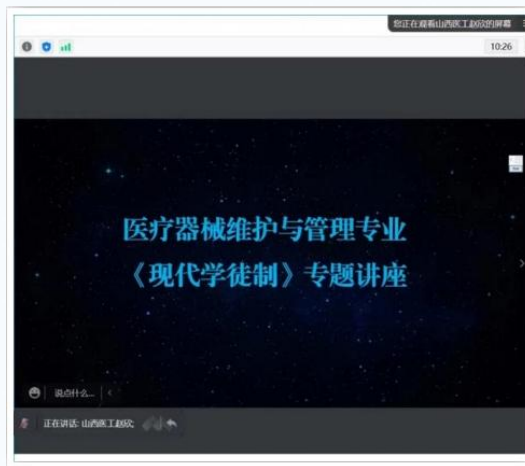 您正在观看山西医工赵欣的屏幕
10:26
医疗器械维护与管理专业
《现代学徒制》专题讲座
说点什么...
正在讲话: 山西医工赵欣;